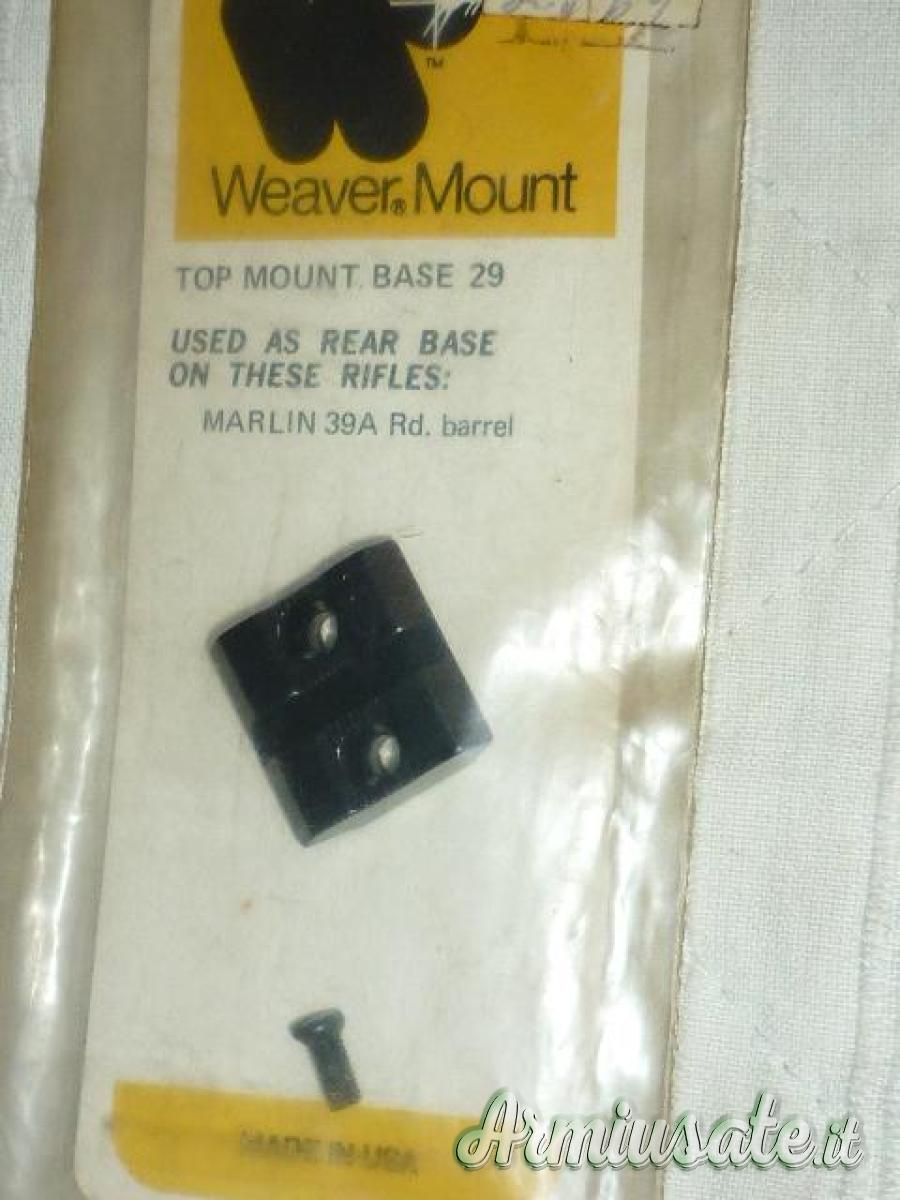 TM
Weaver® Mount
TOP MOUNT BASE 29
USED AS REAR BASE
ON THESE RIFLES:
MARLIN 39A Rd. barrel
MADE IN USA
Armiusate.it